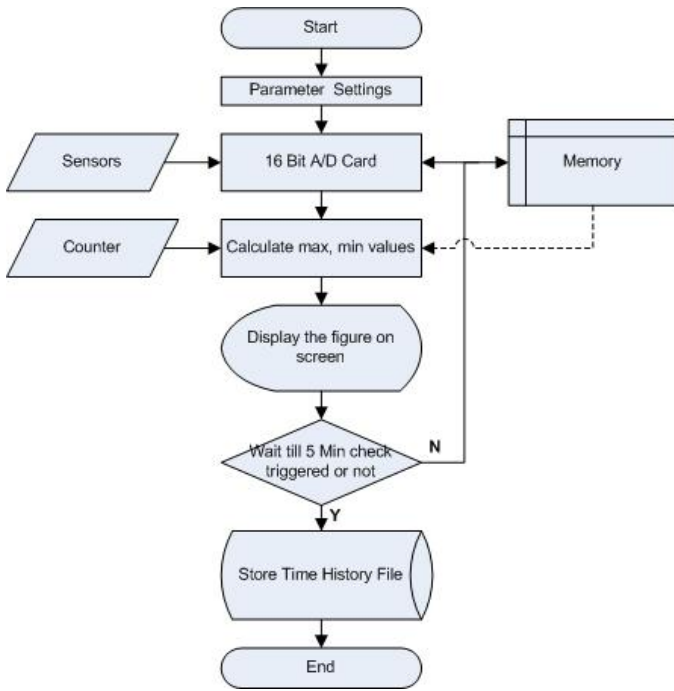 Start
Parameter Settings
Sensors
16 Bit A/D Card
Memory
Counter
Calculate max, min values
Display the figure on
screen
Wait till 5 Min check
triggered or not
N
Y
Store Time History File
End